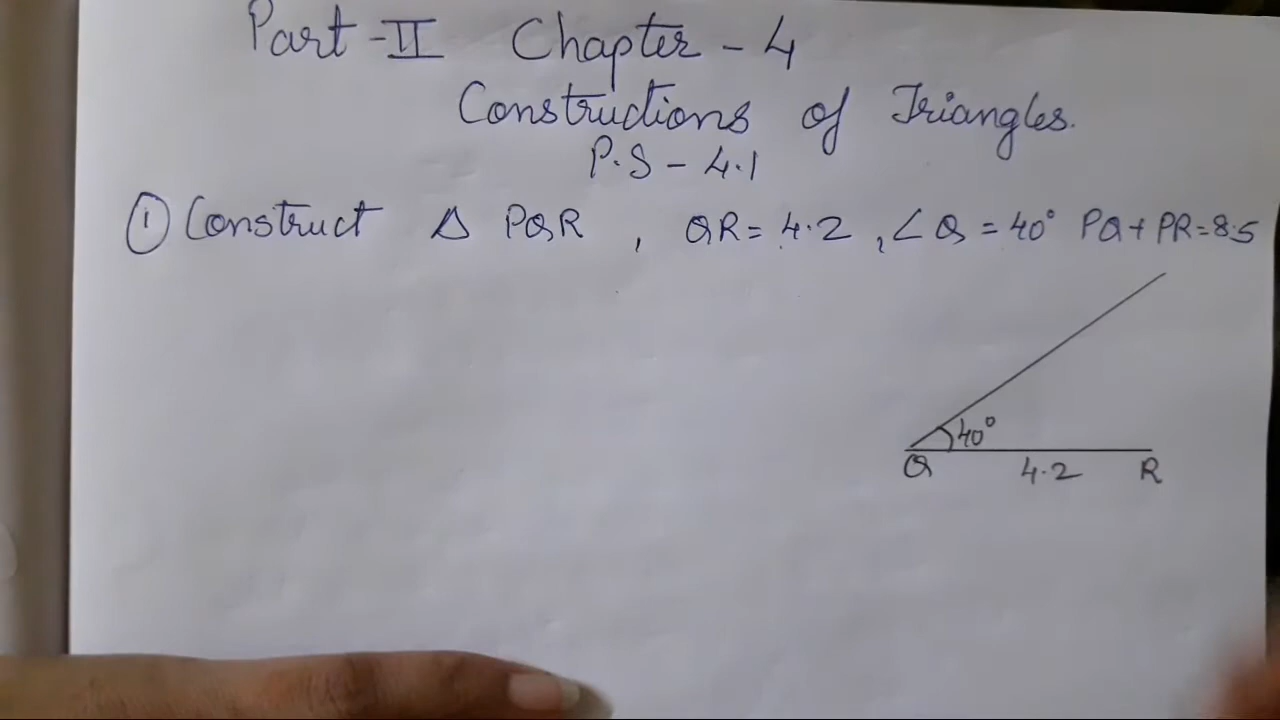 Part-II Chapter - 4
Constructions of Triangles.
P.S - 4.1
① Construct Δ PQR , QR = 4.2 , ∠Q = 40° PQ + PR = 8.5
40°
Q 4.2 R